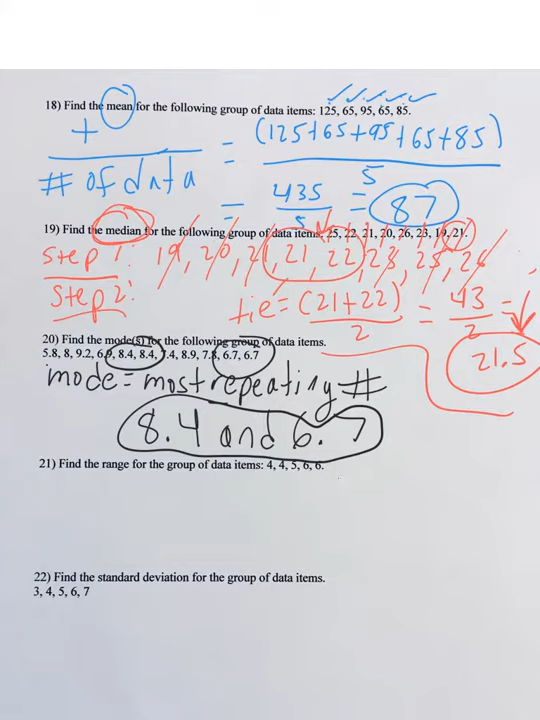 18) Find the mean for the following group of data items: 125, 65, 95, 65, 85.
+ / # of data = (125+65+95+65+85) / 5
= 435 / 5 = 87
19) Find the median for the following group of data items: 25, 22, 21, 20, 26, 23, 19, 21.
Step 1: 19, 20, 21, 21, 22, 23, 25, 26
Step 2: tie = (21+22) / 2 = 43 / 2 =
21.5
20) Find the mode(s) for the following group of data items.
5.8, 8, 9.2, 6.9, 8.4, 8.4, 7.4, 8.9, 7.8, 6.7, 6.7
mode = most repeating #
8.4 and 6.7
21) Find the range for the group of data items: 4, 4, 5, 6, 6.
22) Find the standard deviation for the group of data items.
3, 4, 5, 6, 7